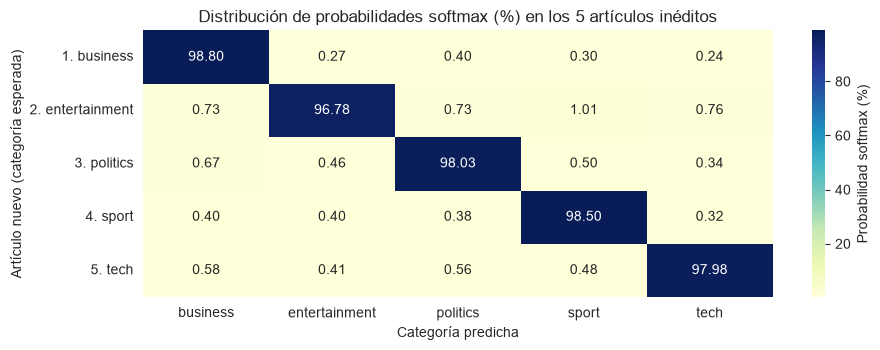 Distribución de probabilidades softmax (%) en los 5 artículos inéditos
Artículo nuevo (categoría esperada)
1. business 98.80 0.27 0.40 0.30 0.24
2. entertainment 0.73 96.78 0.73 1.01 0.76
3. politics 0.67 0.46 98.03 0.50 0.34
4. sport 0.40 0.40 0.38 98.50 0.32
5. tech 0.58 0.41 0.56 0.48 97.98
business entertainment politics sport tech
Categoría predicha
80
60
40
20
Probabilidad softmax (%)